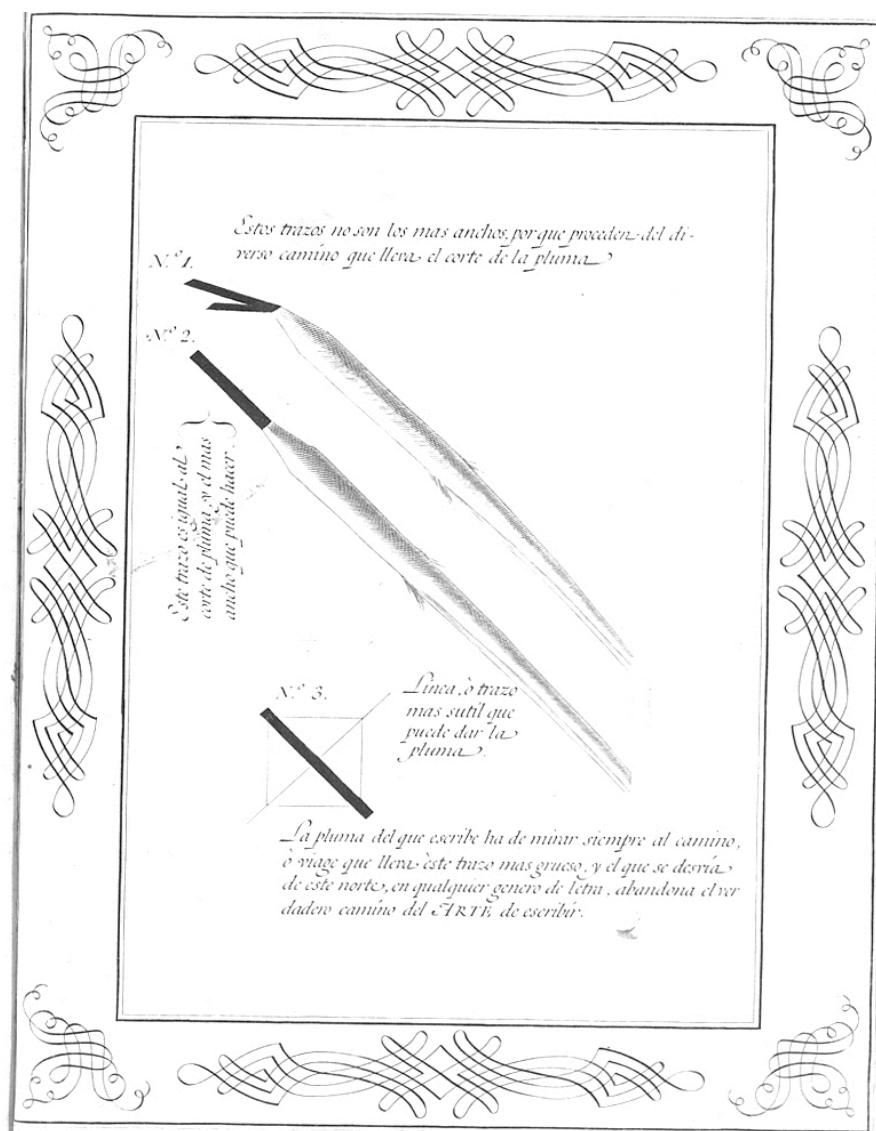 Estos trazos no son los mas anchos, porque proceden del di-
verso camino que lleva el corte de la pluma
N.º 1.
N.º 2.
Este trazo es igual al
corte de pluma, y el mas
ancho que puede hacer.
N.º 3.
Linea, ò trazo
mas sutil que
puede dar la
pluma.
La pluma del que escribe ha de mirar siempre al camino,
ò viage que lleva èste trazo mas grueso, y el que se desvia
de este norte, en qualquier genero de letra, abandona el ver
dadero camino del ARTE de escribir.